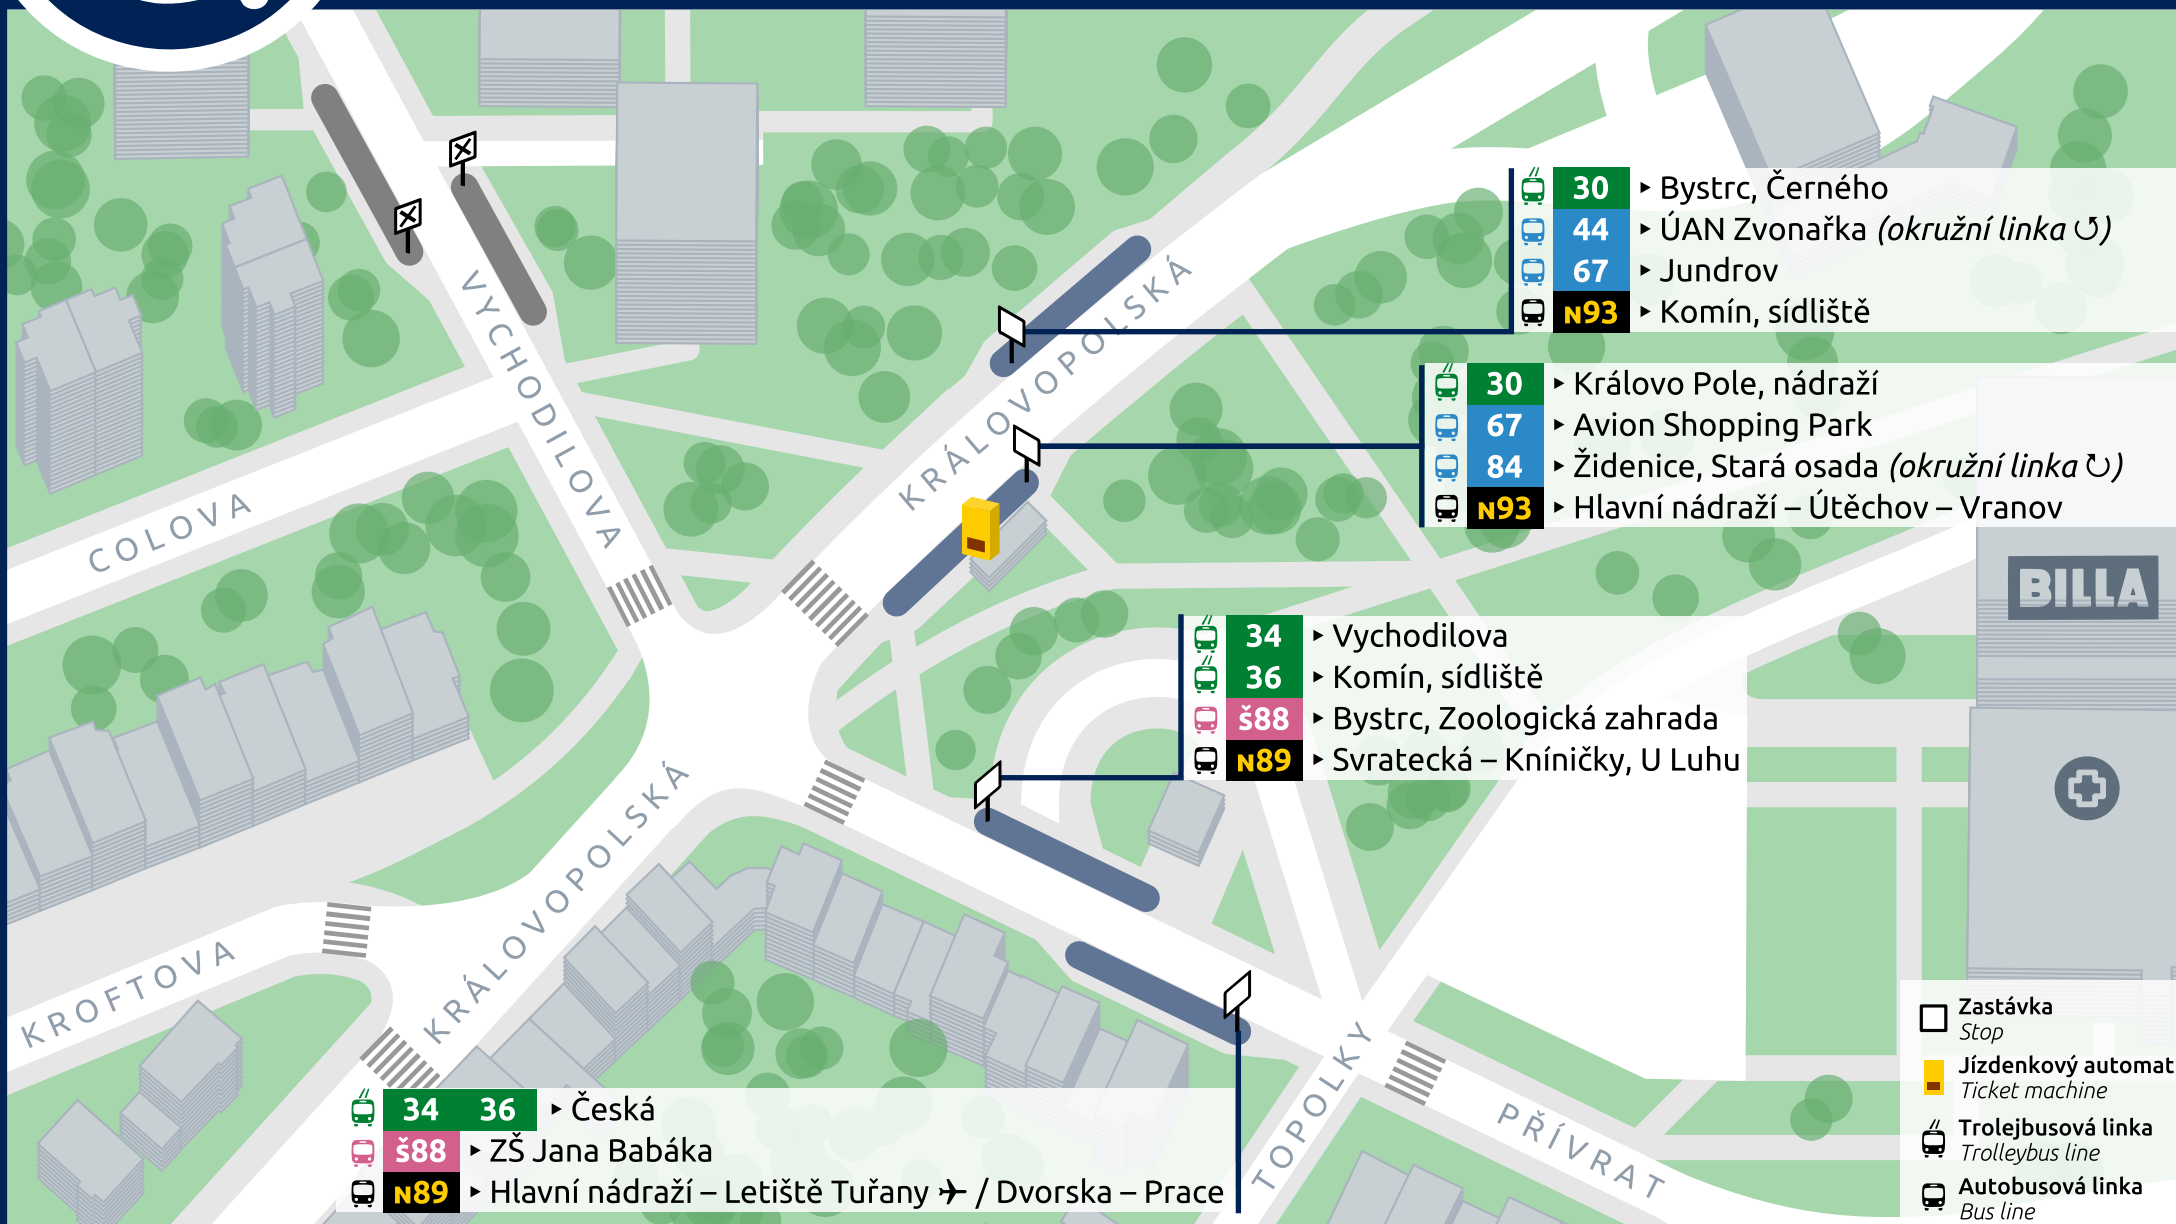 30 ‣ Bystrc, Černého
44 ‣ ÚAN Zvonařka (okružní linka ↺)
67 ‣ Jundrov
N93 ‣ Komín, sídliště
30 ‣ Královo Pole, nádraží
67 ‣ Avion Shopping Park
84 ‣ Židenice, Stará osada (okružní linka ↻)
N93 ‣ Hlavní nádraží – Útěchov – Vranov
VYCHODILOVA
KRÁLOVOPOLSKÁ
COLOVA
BILLA
34 ‣ Vychodilova
36 ‣ Komín, sídliště
Š88 ‣ Bystrc, Zoologická zahrada
N89 ‣ Svratecká – Kníničky, U Luhu
KRÁLOVOPOLSKÁ
KROFTOVA
TOPOLKY
PŘÍVRAT
34 36 ‣ Česká
Š88 ‣ ZŠ Jana Babáka
N89 ‣ Hlavní nádraží – Letiště Tuřany ✈ / Dvorska – Prace
Zastávka
Stop
Jízdenkový automat
Ticket machine
Trolejbusová linka
Trolleybus line
Autobusová linka
Bus line